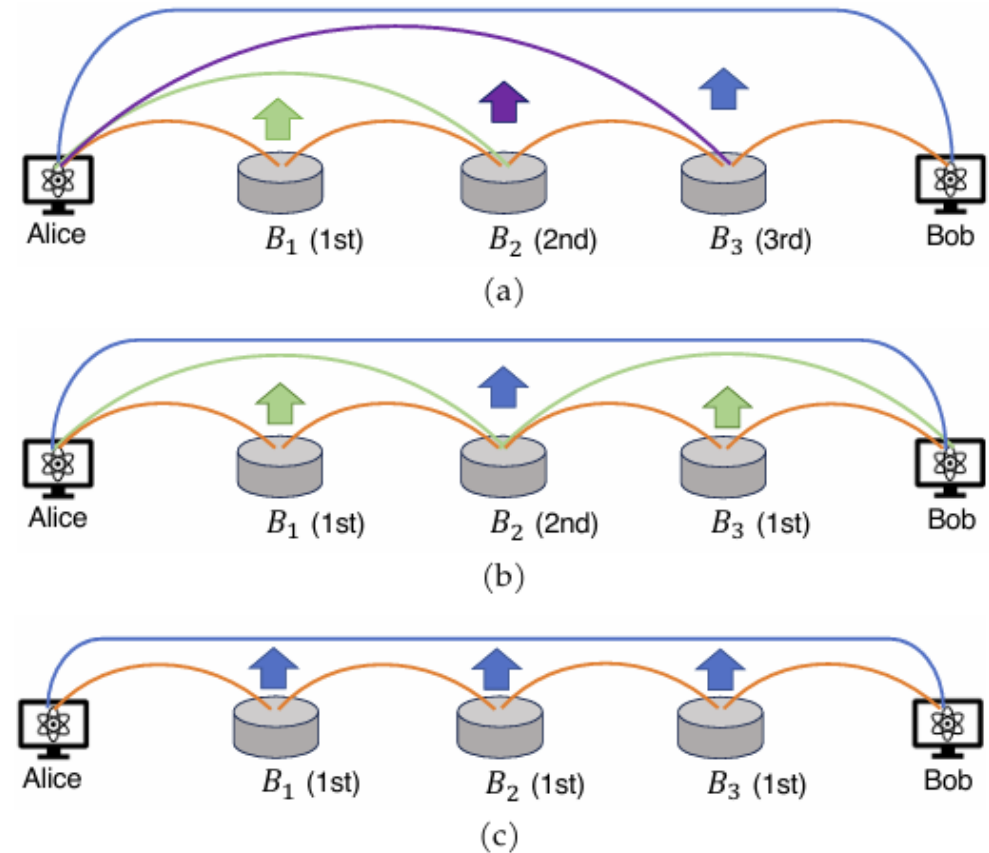 Alice B₁ (1st) B₂ (2nd) B₃ (3rd) Bob
(a)
Alice B₁ (1st) B₂ (2nd) B₃ (1st) Bob
(b)
Alice B₁ (1st) B₂ (1st) B₃ (1st) Bob
(c)